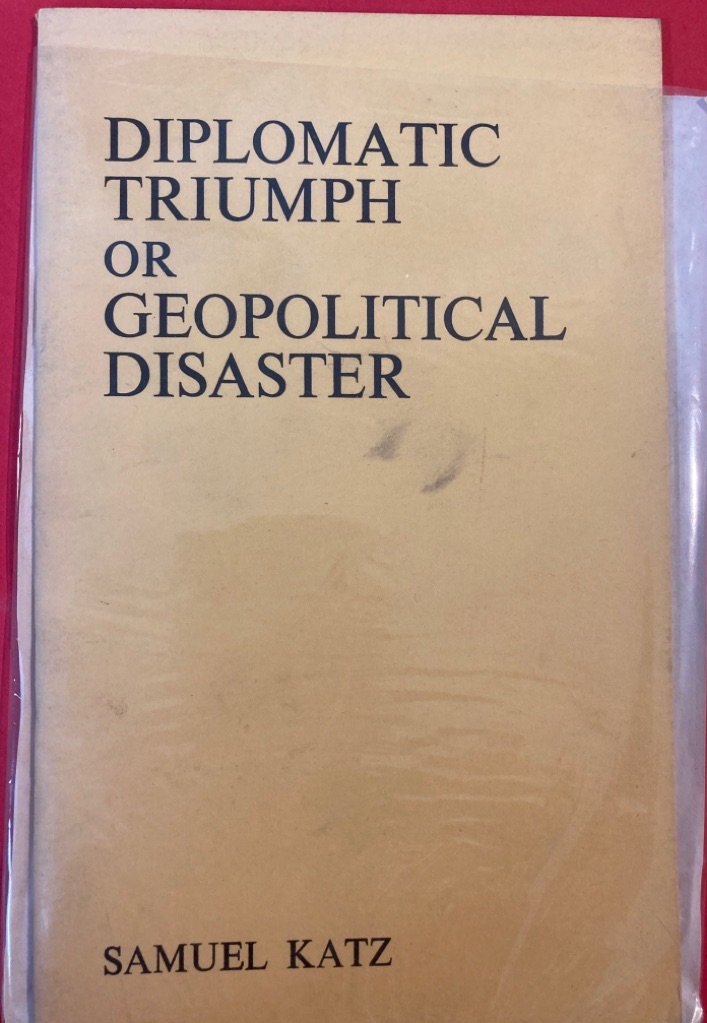 DIPLOMATIC
TRIUMPH
OR
GEOPOLITICAL
DISASTER
SAMUEL KATZ